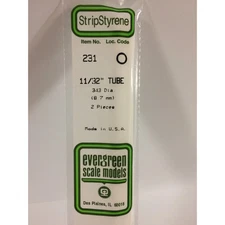 StripStyrene
Item No. Loc. Code
231
11/32" TUBE
.343 Dia
(8.7 mm)
2 Pieces
Made in U.S.A.
evergreen
scale models
Des Plaines, IL 60018